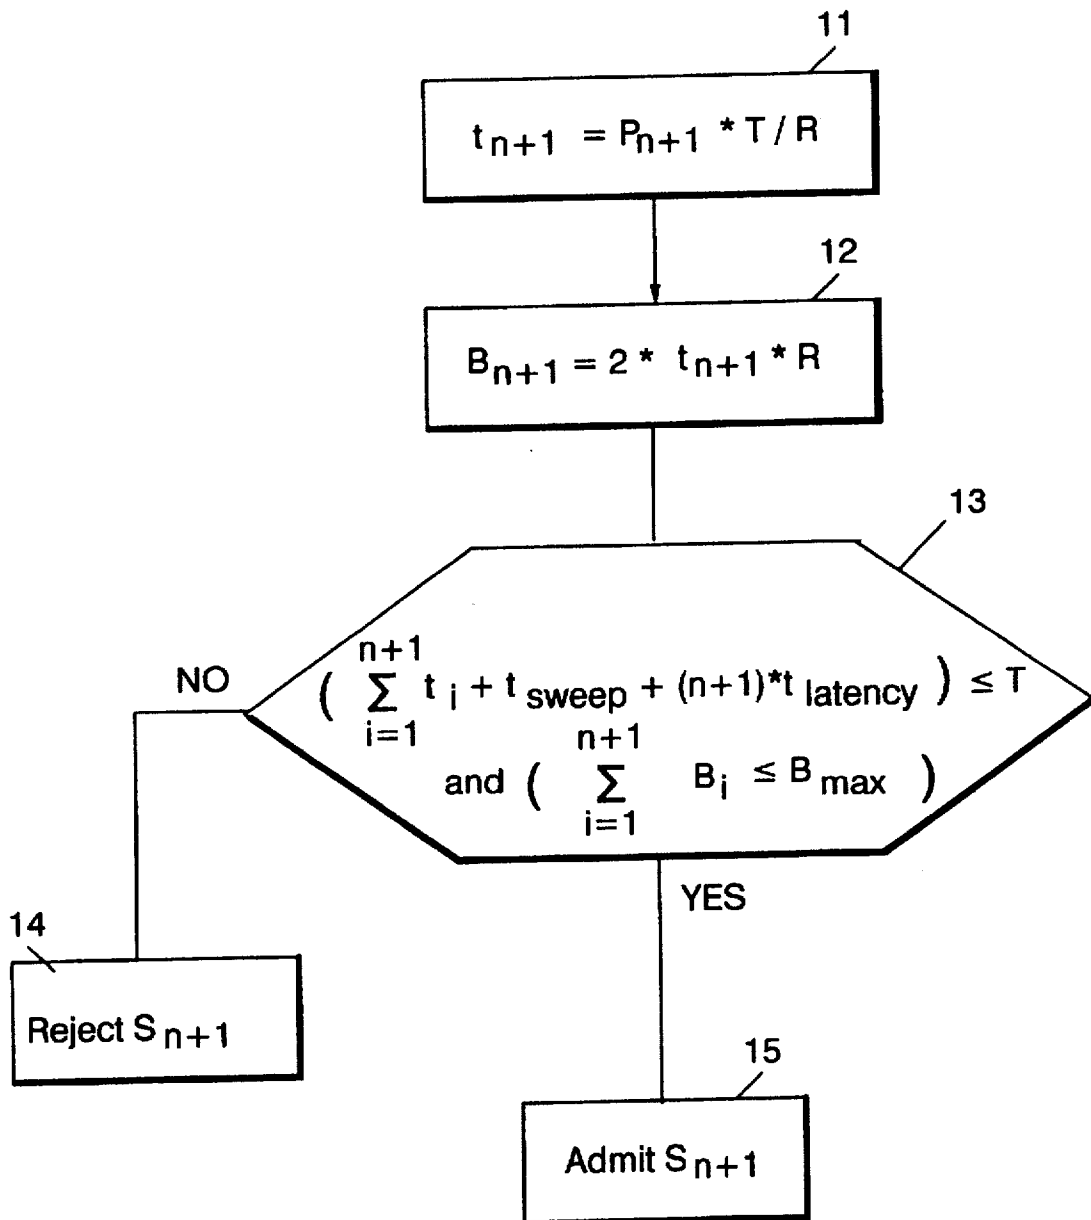 11
t n+1 = P n+1 * T / R
12
B n+1 = 2 * t n+1 * R
13
NO
n+1
( Σ t i + t sweep + (n+1)*t latency ) ≤ T
i=1
n+1
and ( Σ B i ≤ B max )
i=1
YES
14
Reject S n+1
15
Admit S n+1